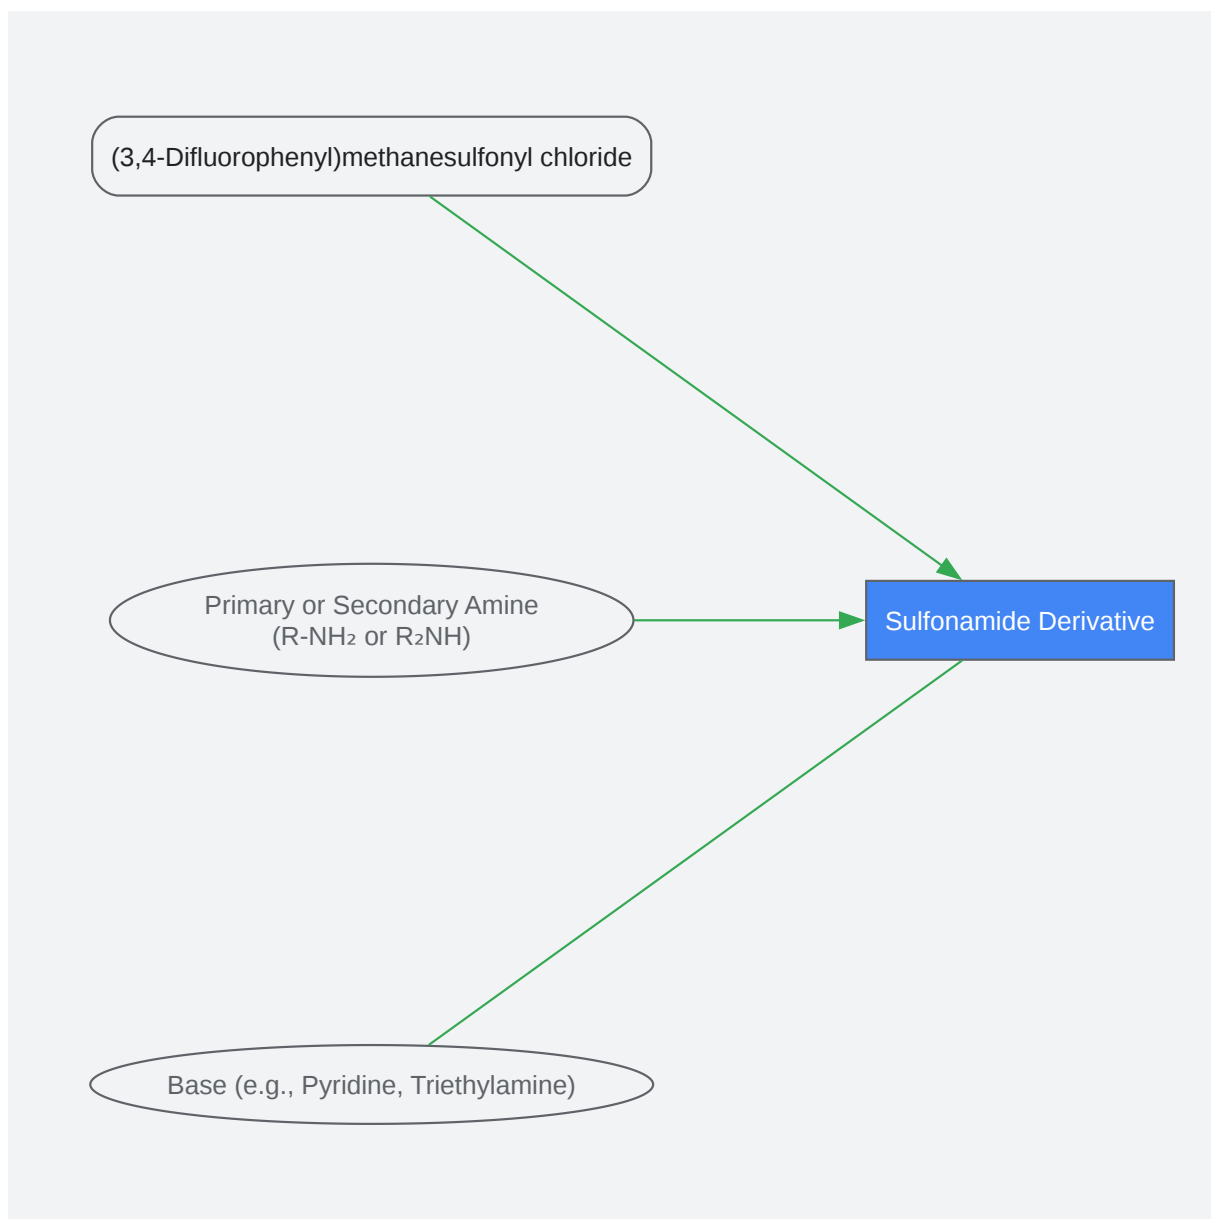 (3,4-Difluorophenyl)methanesulfonyl chloride
Primary or Secondary Amine
(R-NH₂ or R₂NH)
Sulfonamide Derivative
Base (e.g., Pyridine, Triethylamine)